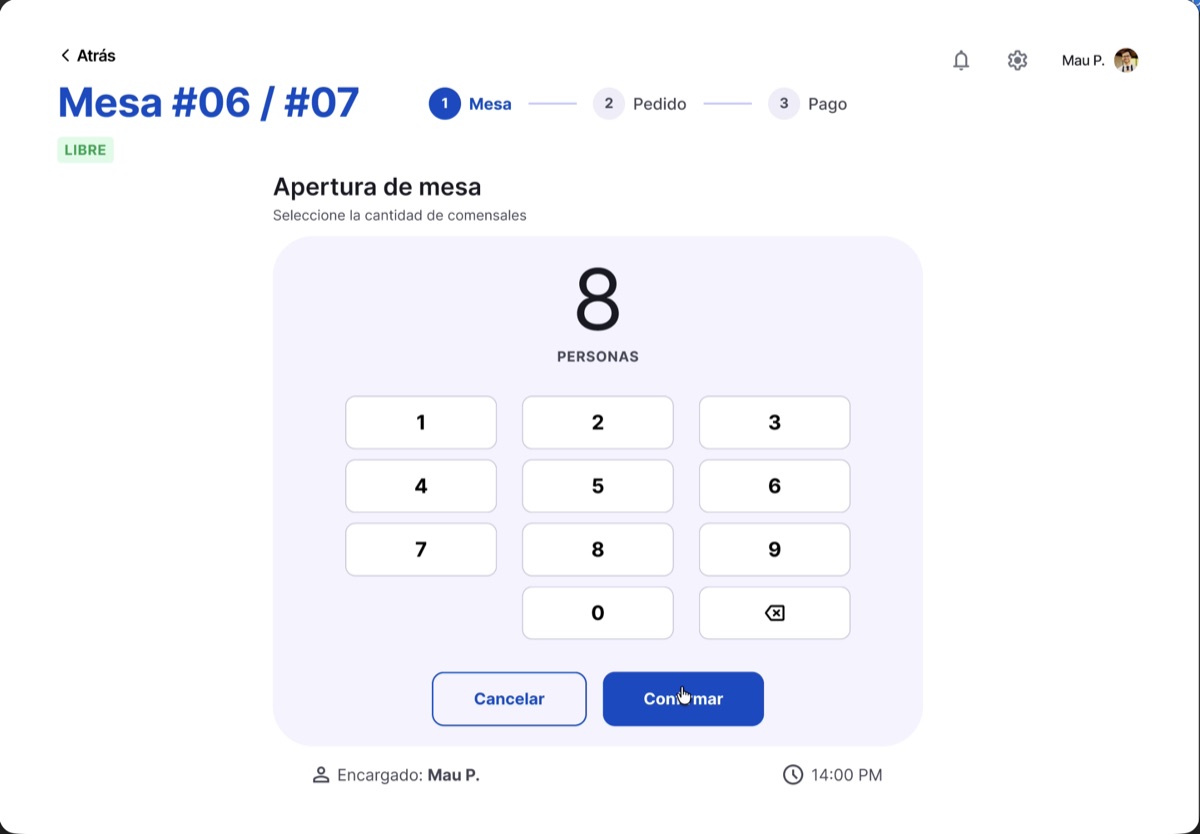 Atrás
Mau P.
Mesa #06 / #07
1 Mesa
2 Pedido
3 Pago
LIBRE
Apertura de mesa
Seleccione la cantidad de comensales
8
PERSONAS
1 2 3
4 5 6
7 8 9
0
Cancelar Confirmar
Encargado: Mau P.
14:00 PM